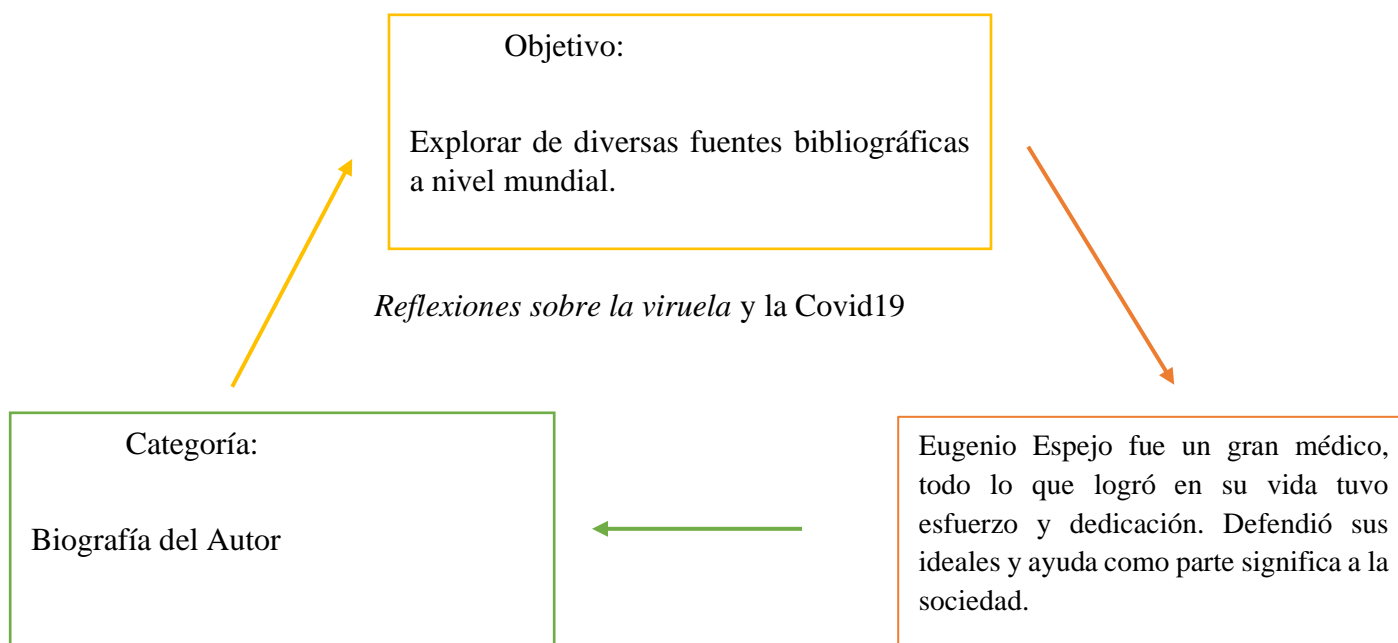 Objetivo:
Explorar de diversas fuentes bibliográficas
a nivel mundial.
Reflexiones sobre la viruela y la Covid19
Categoría:
Biografía del Autor
Eugenio Espejo fue un gran médico,
todo lo que logró en su vida tuvo
esfuerzo y dedicación. Defendió sus
ideales y ayuda como parte significa a la
sociedad.